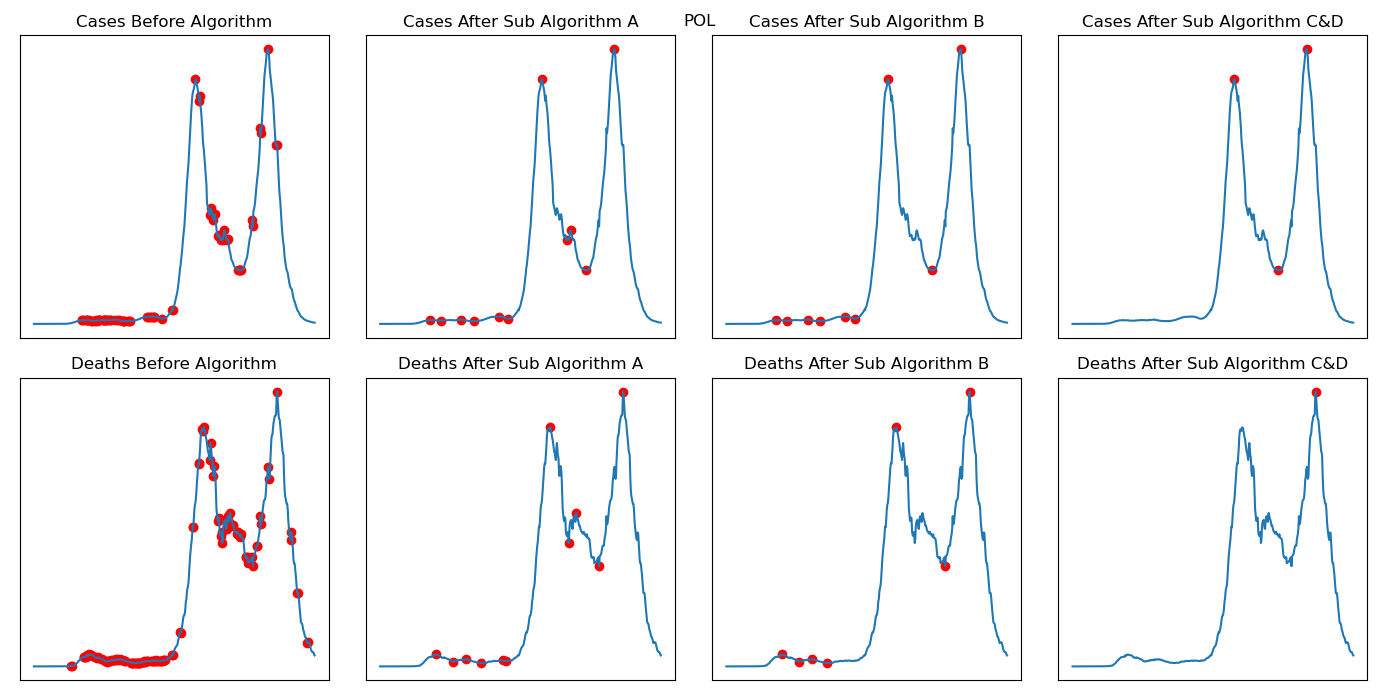 POL
Cases Before Algorithm
Cases After Sub Algorithm A
Cases After Sub Algorithm B
Cases After Sub Algorithm C&D
Deaths Before Algorithm
Deaths After Sub Algorithm A
Deaths After Sub Algorithm B
Deaths After Sub Algorithm C&D